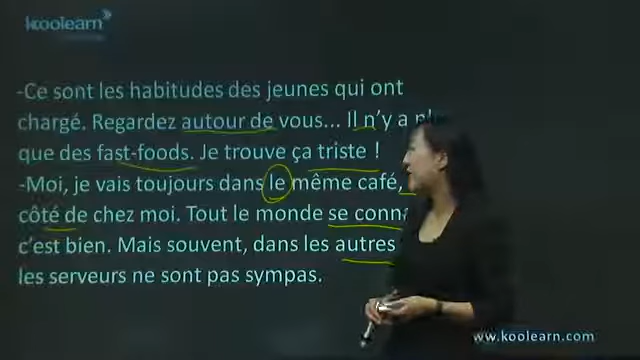 koolearn
-Ce sont les habitudes des jeunes qui ont
chargé. Regardez autour de vous... Il n'y a
que des fast-foods. Je trouve ça triste !
-Moi, je vais toujours dans le même café,
côté de chez moi. Tout le monde se
c'est bien. Mais souvent, dans les autres
les serveurs ne sont pas sympas.
www.koolearn.com